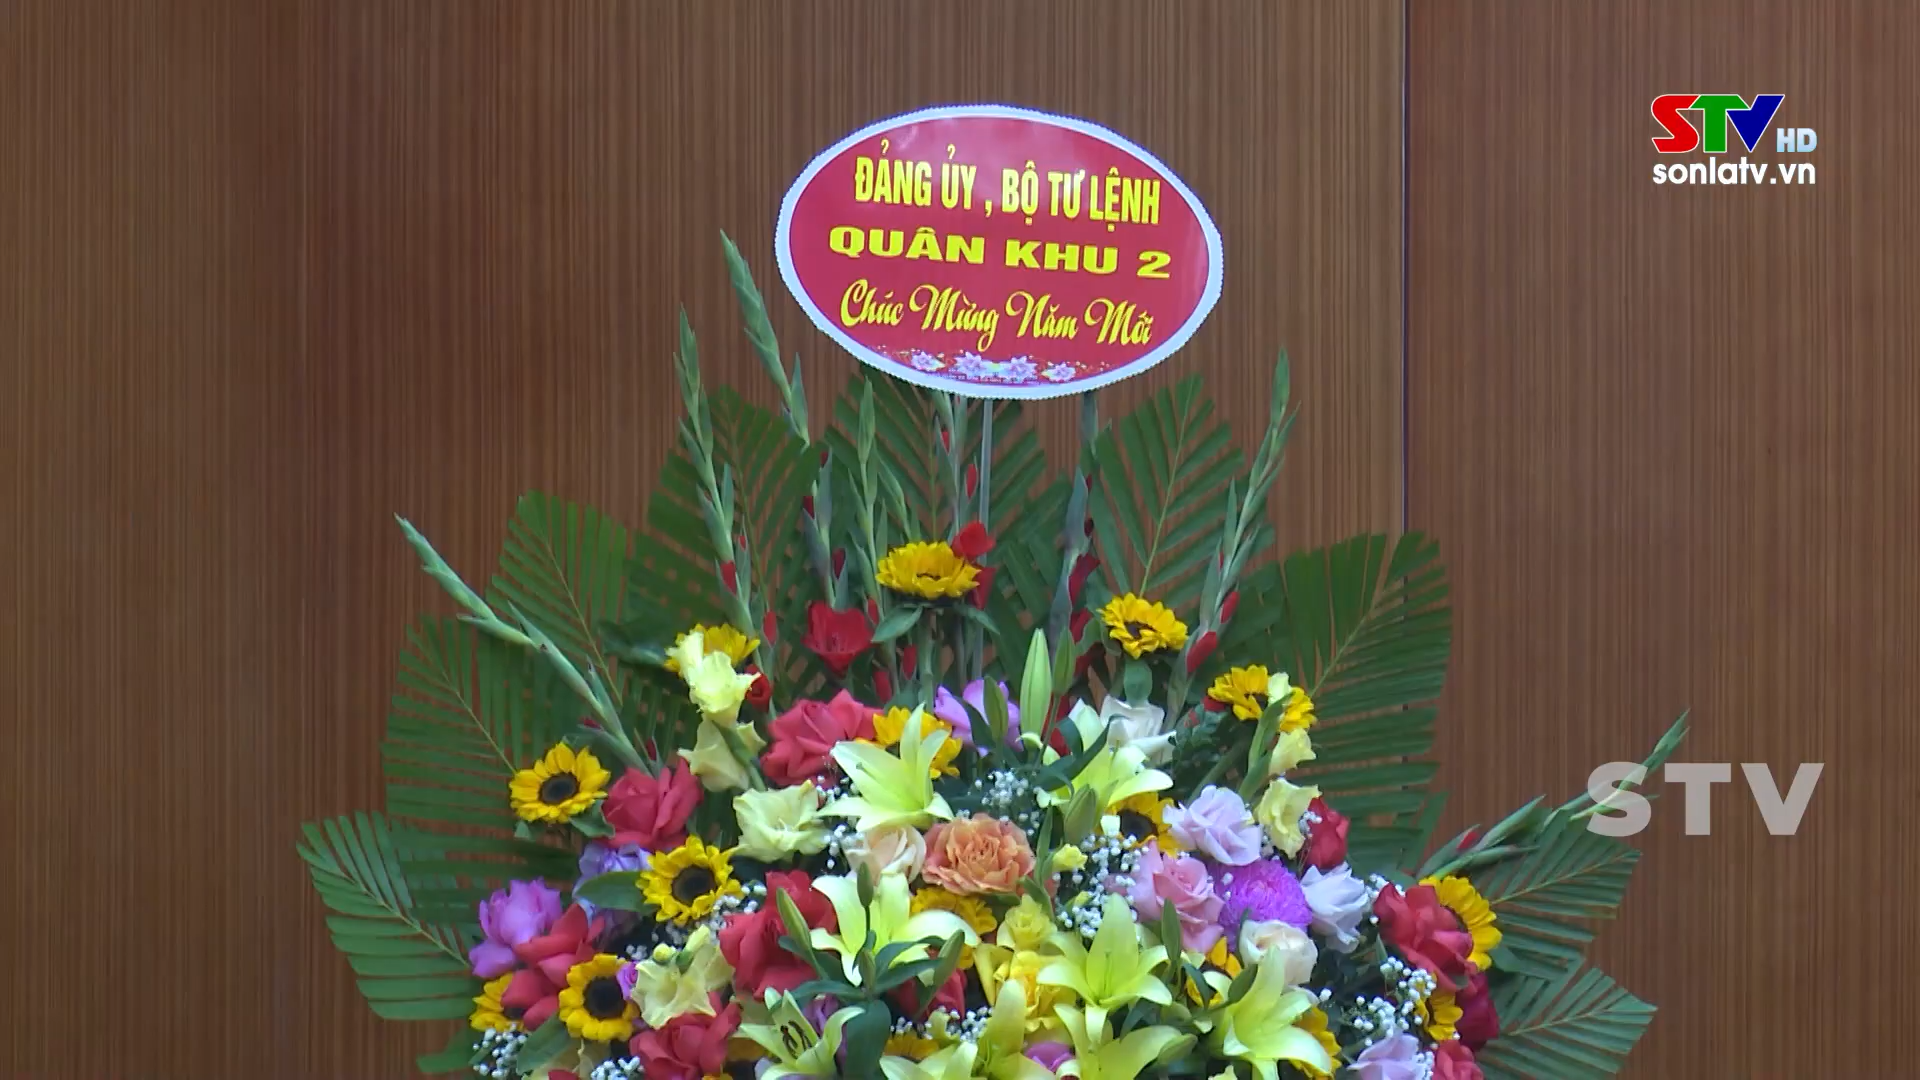 STV HD
sonlatv.vn
ĐẢNG ỦY , BỘ TƯ LỆNH
QUÂN KHU 2
Chúc Mừng Năm Mới
STV